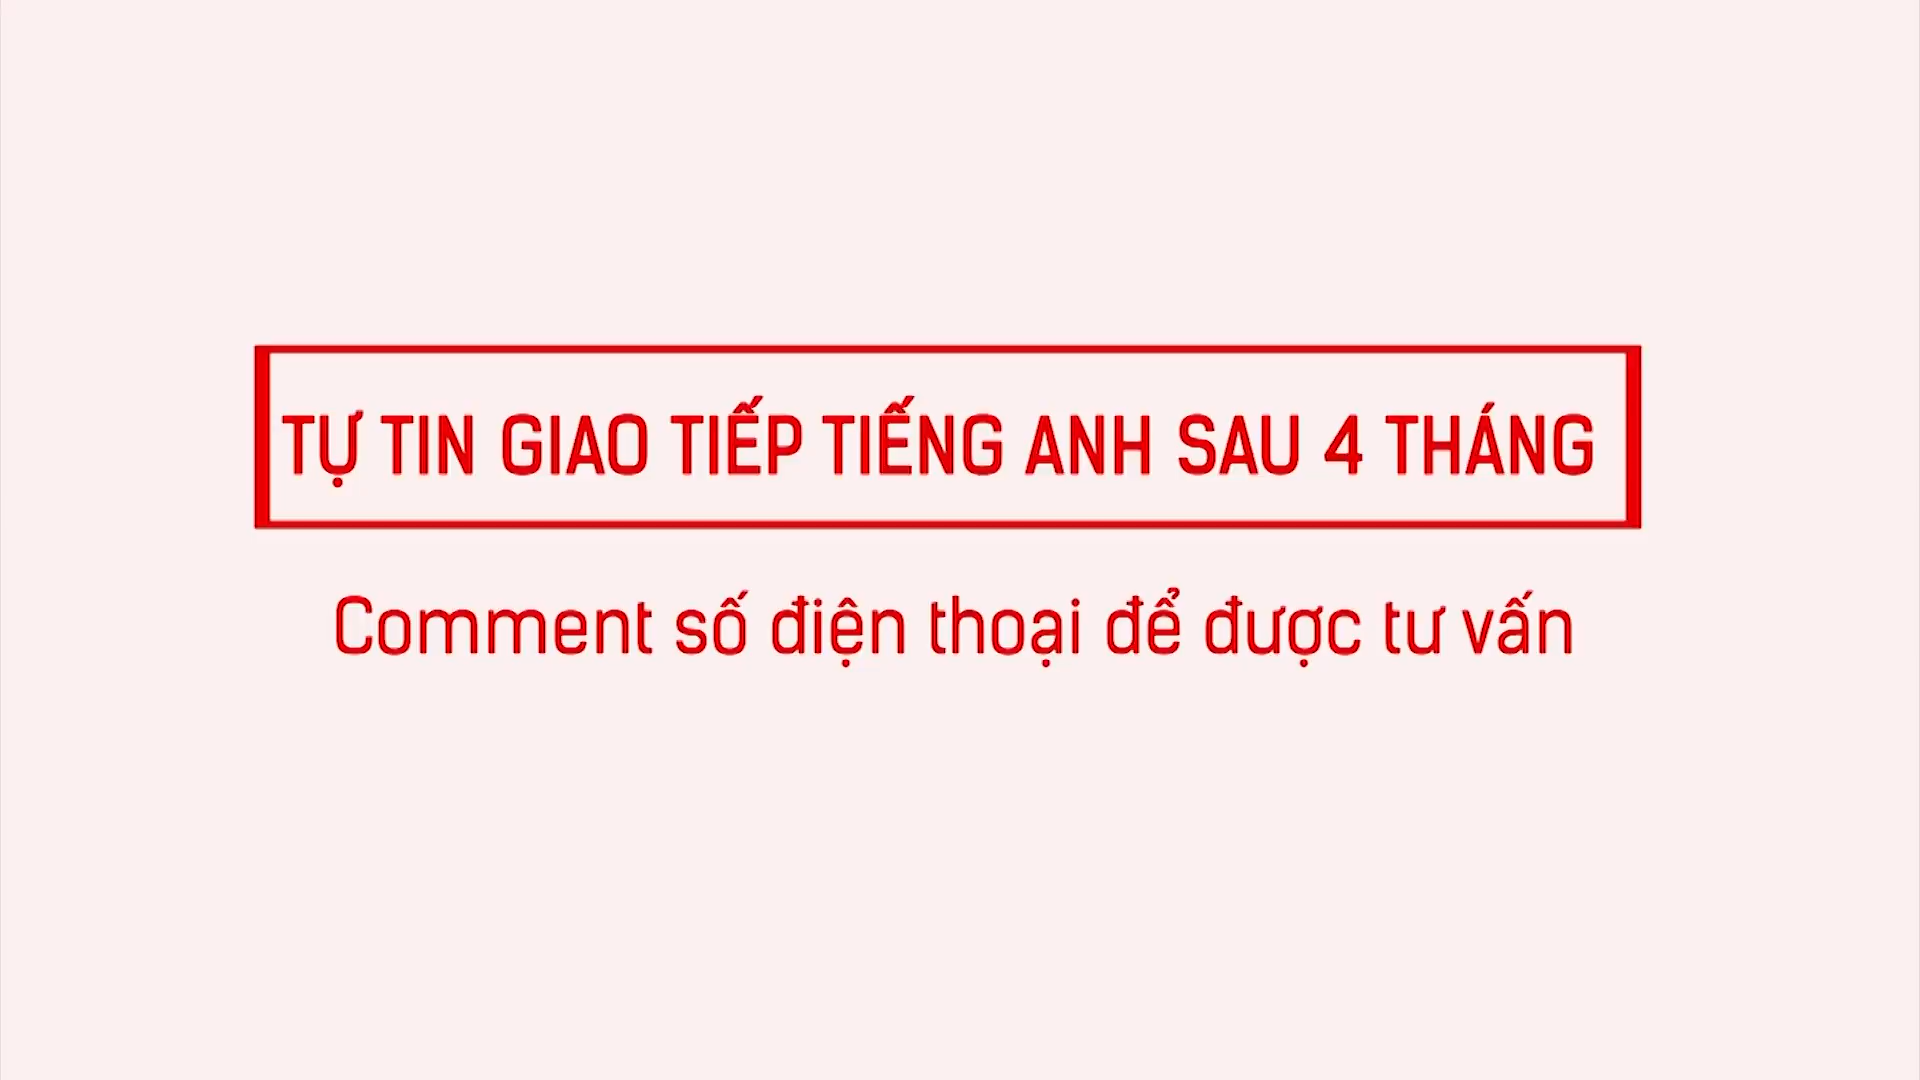 TỰ TIN GIAO TIẾP TIẾNG ANH SAU 4 THÁNG
Comment số điện thoại để được tư vấn